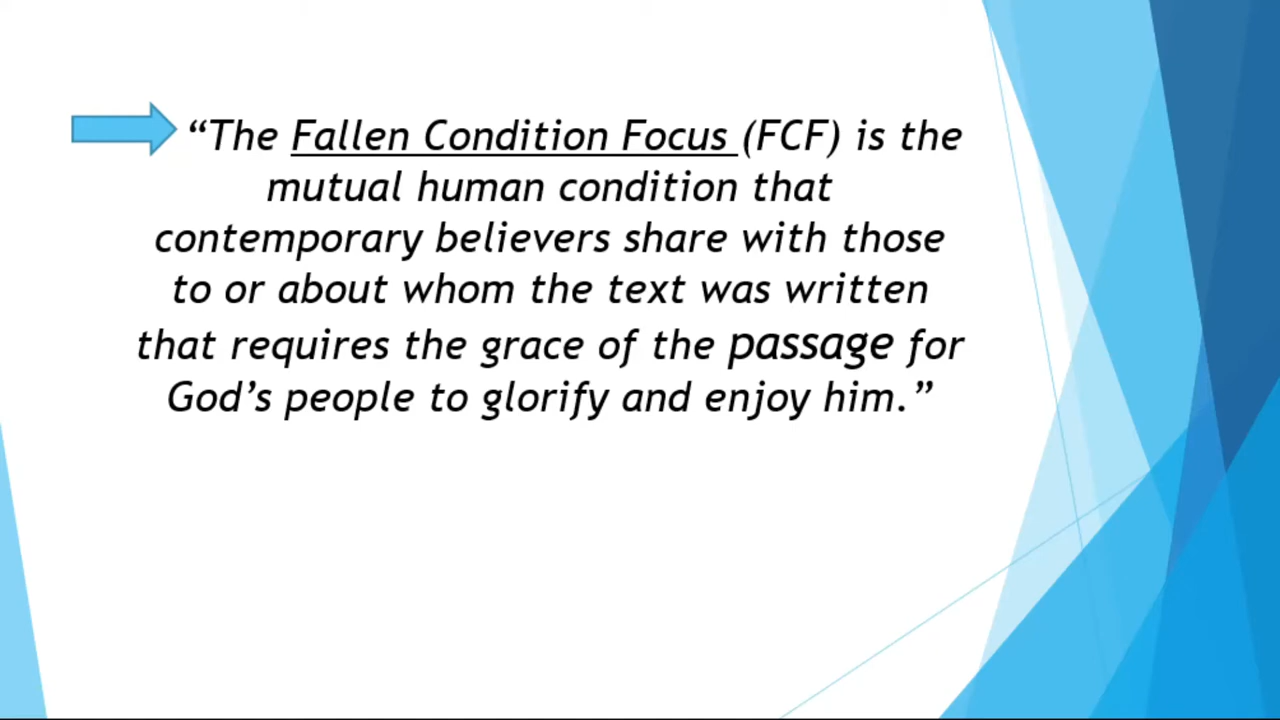 “The Fallen Condition Focus (FCF) is the
mutual human condition that
contemporary believers share with those
to or about whom the text was written
that requires the grace of the passage for
God’s people to glorify and enjoy him.”